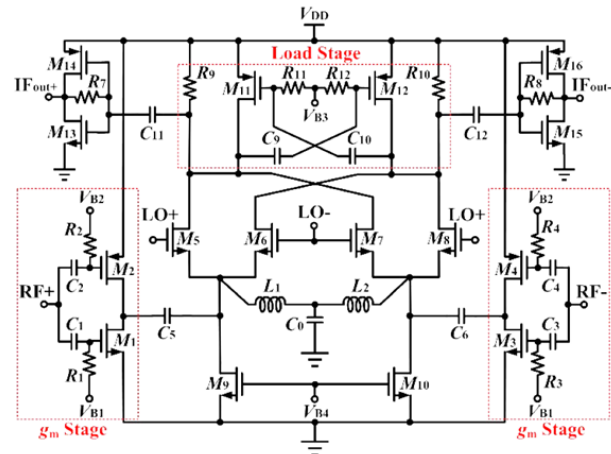 VDD
M14
R7
IFout+
M13
C11
R9
Load Stage
M11
R11
R12
M12
VB3
C9
C10
R10
C12
M16
R8
IFout-
M15
VB2
R2
M2
C2
RF+
C1
M1
R1
VB1
gm Stage
LO+
M5
M6
LO-
M7
M8
LO+
C5
L1
L2
C0
C6
M9
M10
VB4
VB2
R4
M4
C4
RF-
C3
M3
R3
VB1
gm Stage